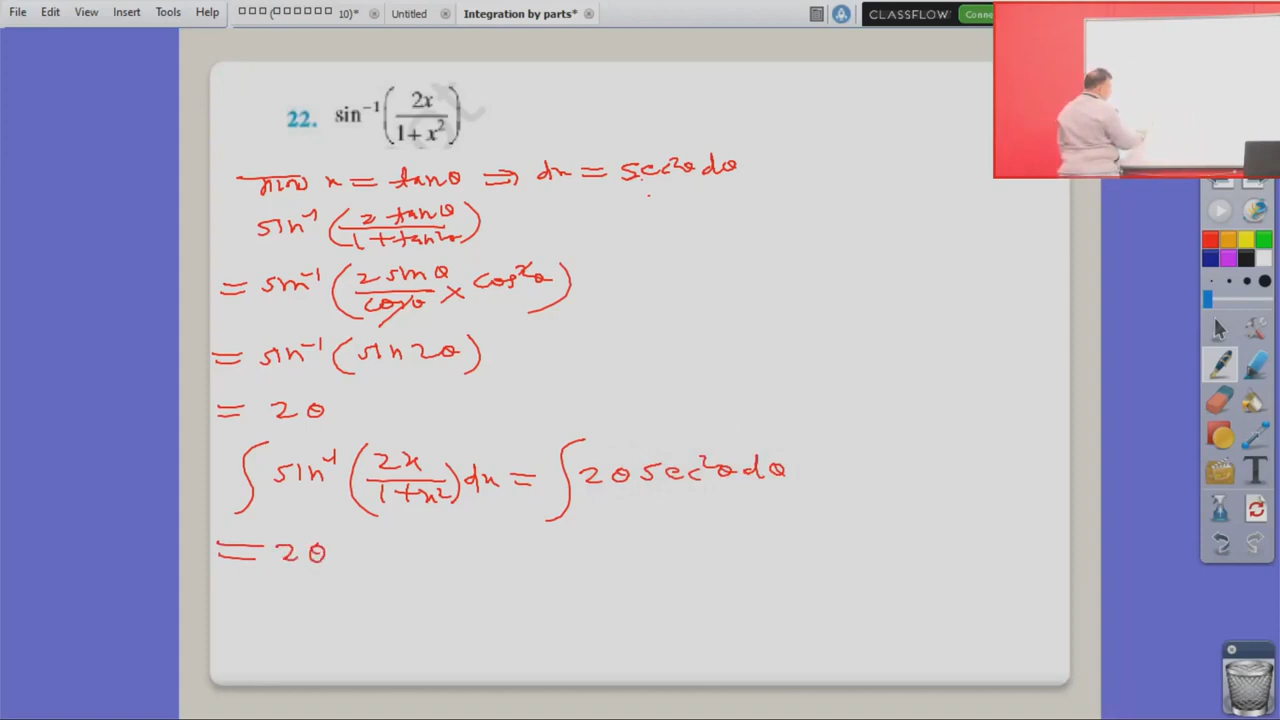 File Edit View Insert Tools Help
10)* Untitled Integration by parts*
CLASSFLOW Conne
22. sin⁻¹(2x/(1+x²))
x = tanθ ⇒ dx = sec²θ dθ
sin⁻¹(2 tanθ/(1+tan²θ))
= sin⁻¹(2 sinθ/cosθ × cos²θ)
= sin⁻¹(sin 2θ)
= 2θ
∫ sin⁻¹(2x/(1+x²)) dx = ∫ 2θ sec²θ dθ
= 2θ